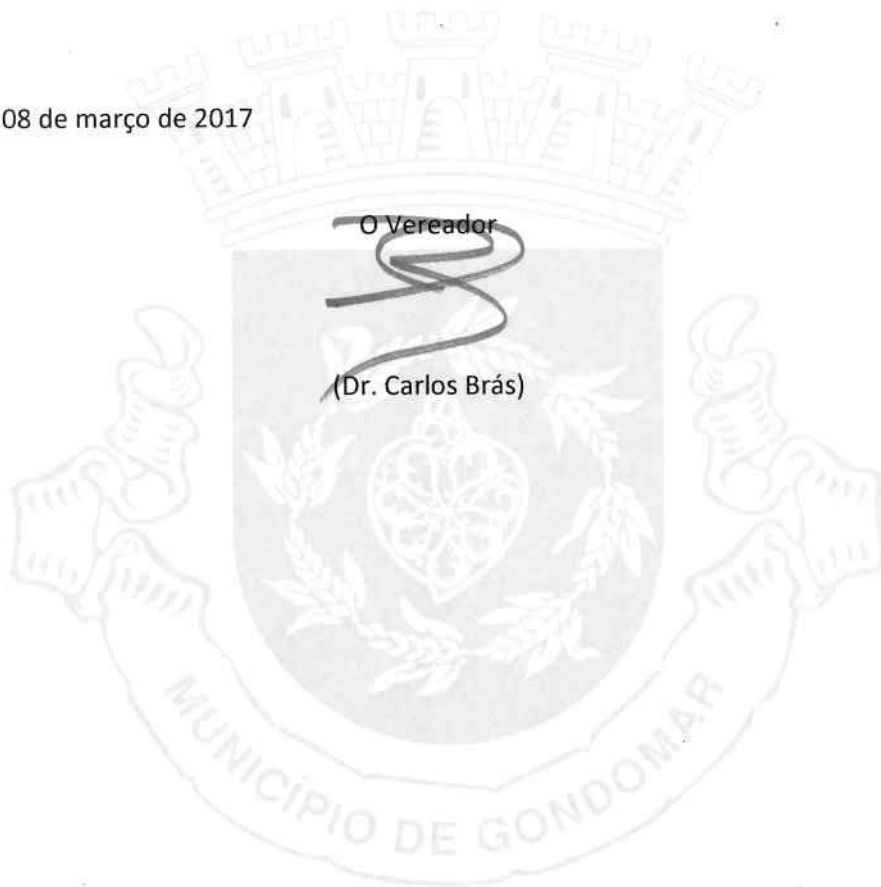 08 de março de 2017
O Vereador
(Dr. Carlos Brás)
MUNICÍPIO DE GONDOMAR